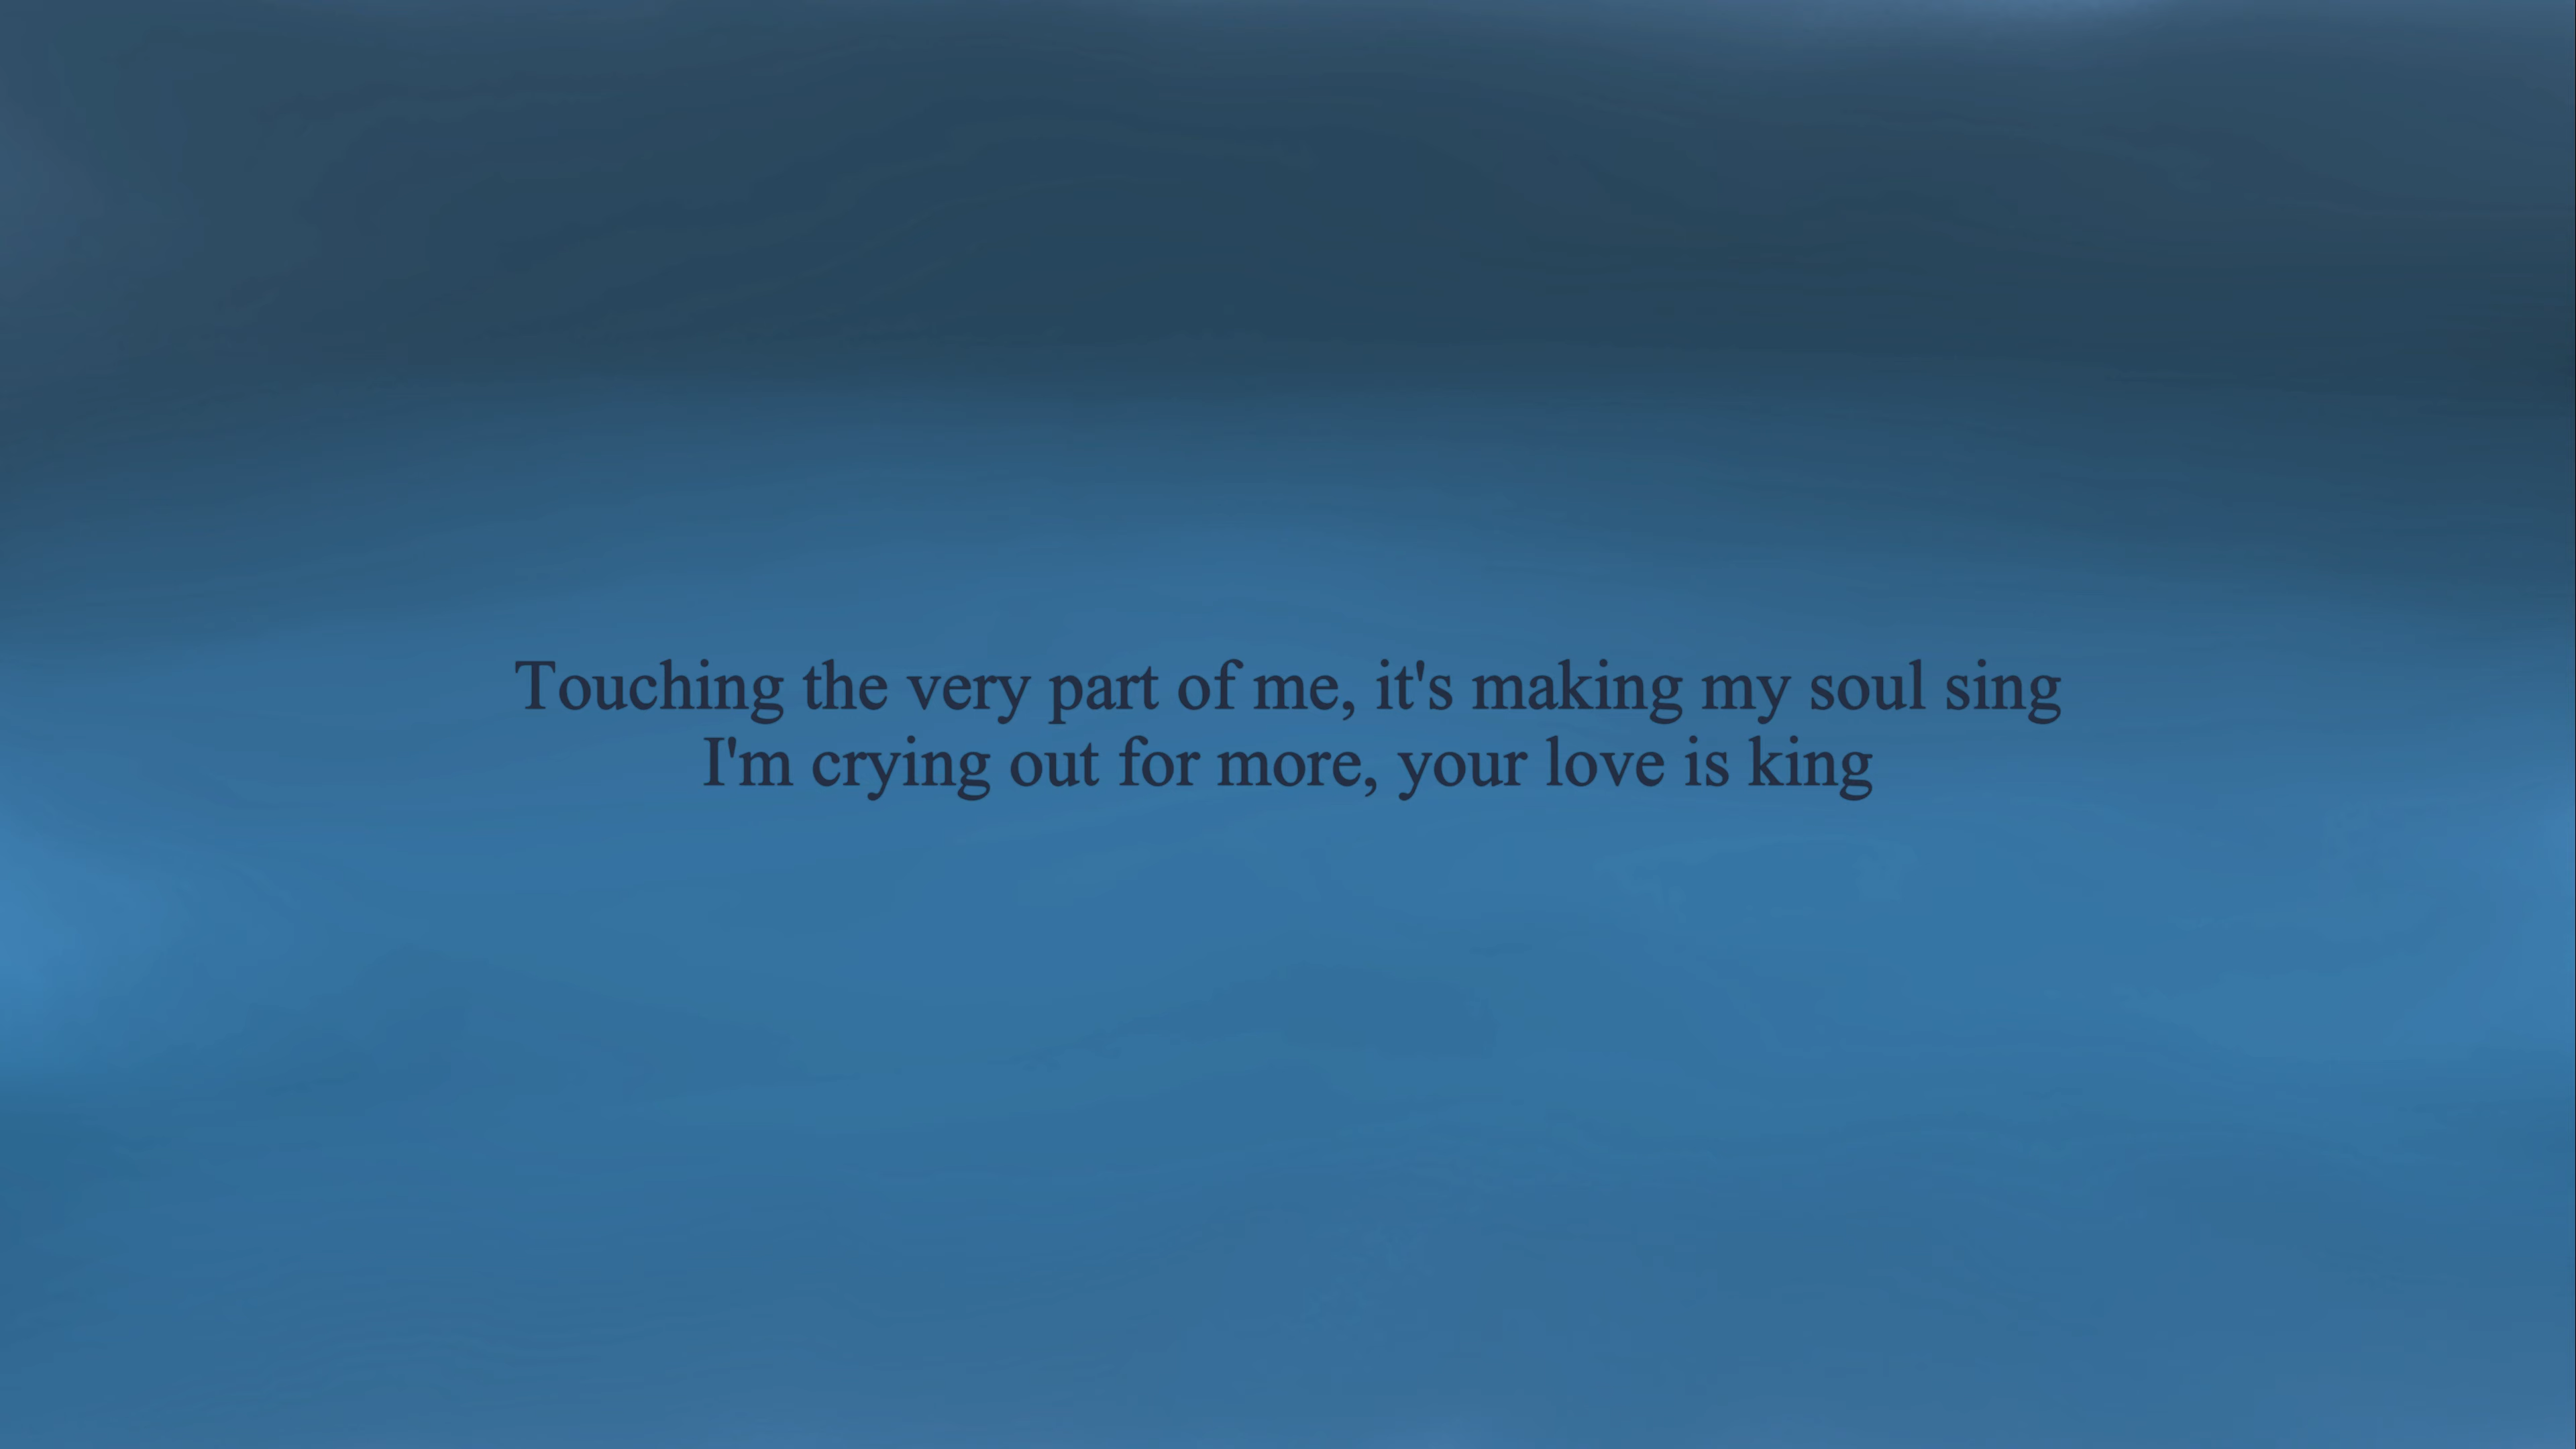 Touching the very part of me, it's making my soul sing
I'm crying out for more, your love is king